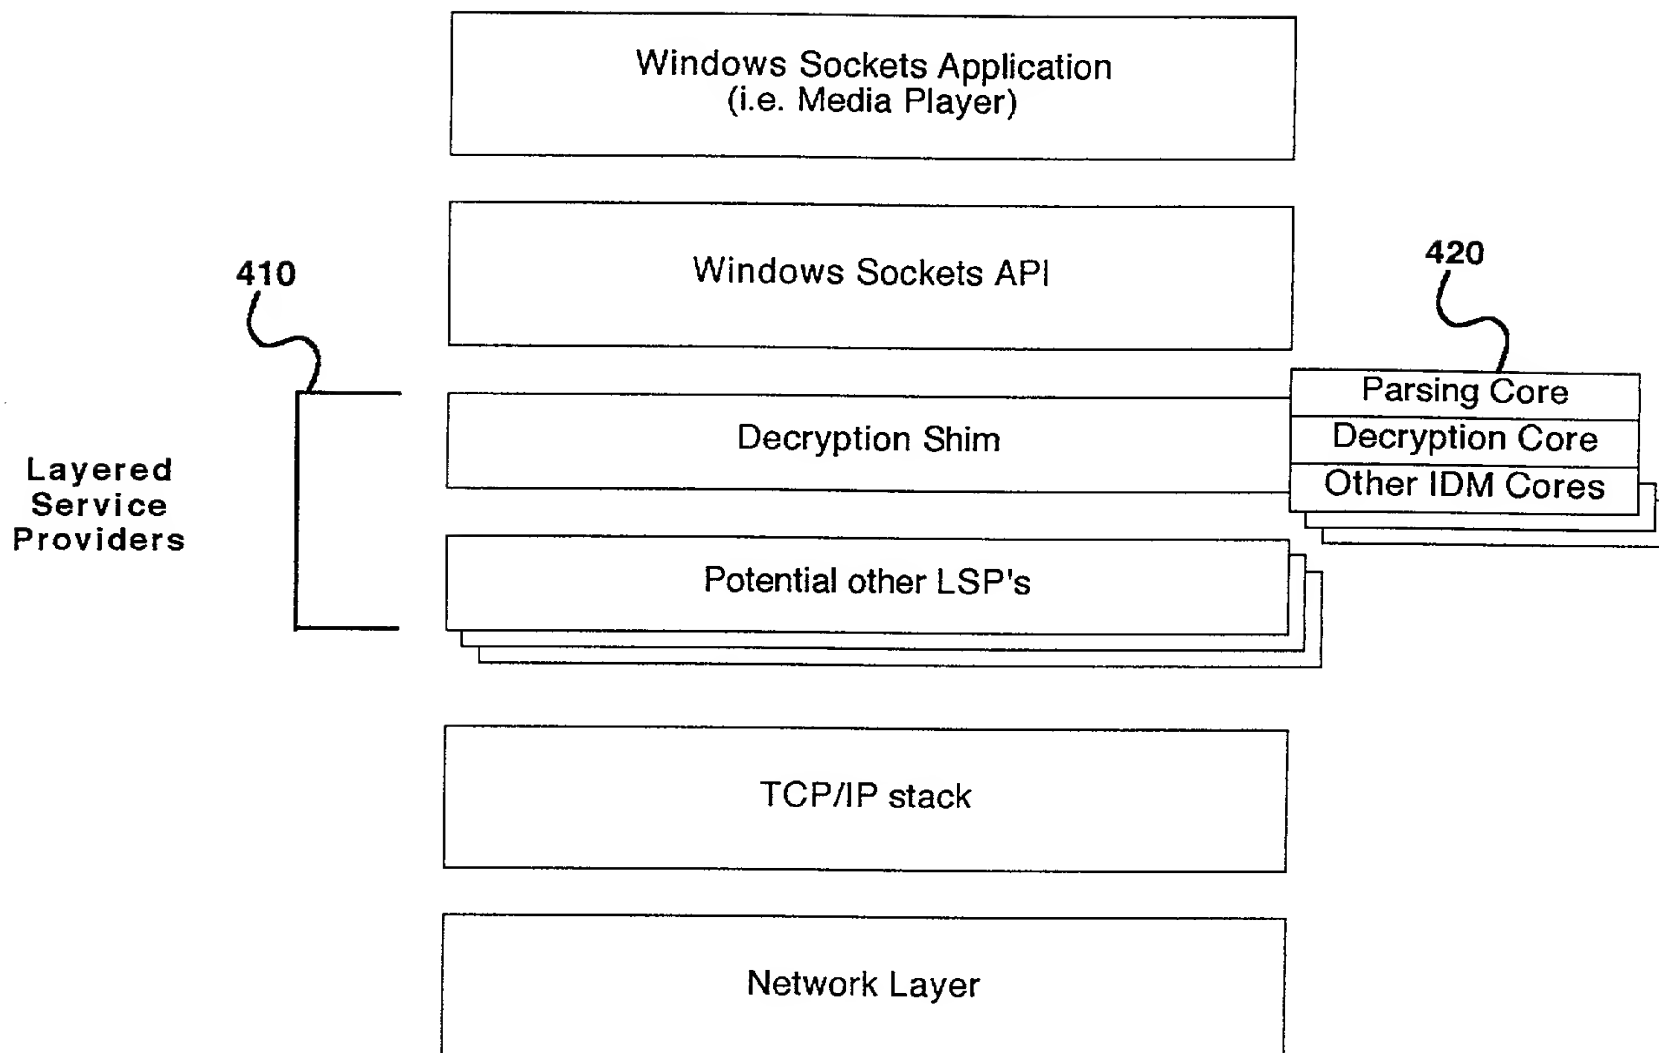 Windows Sockets Application
(i.e. Media Player)
Windows Sockets API
410
420
Parsing Core
Decryption Shim
Decryption Core
Other IDM Cores
Layered
Service
Providers
Potential other LSP's
TCP/IP stack
Network Layer